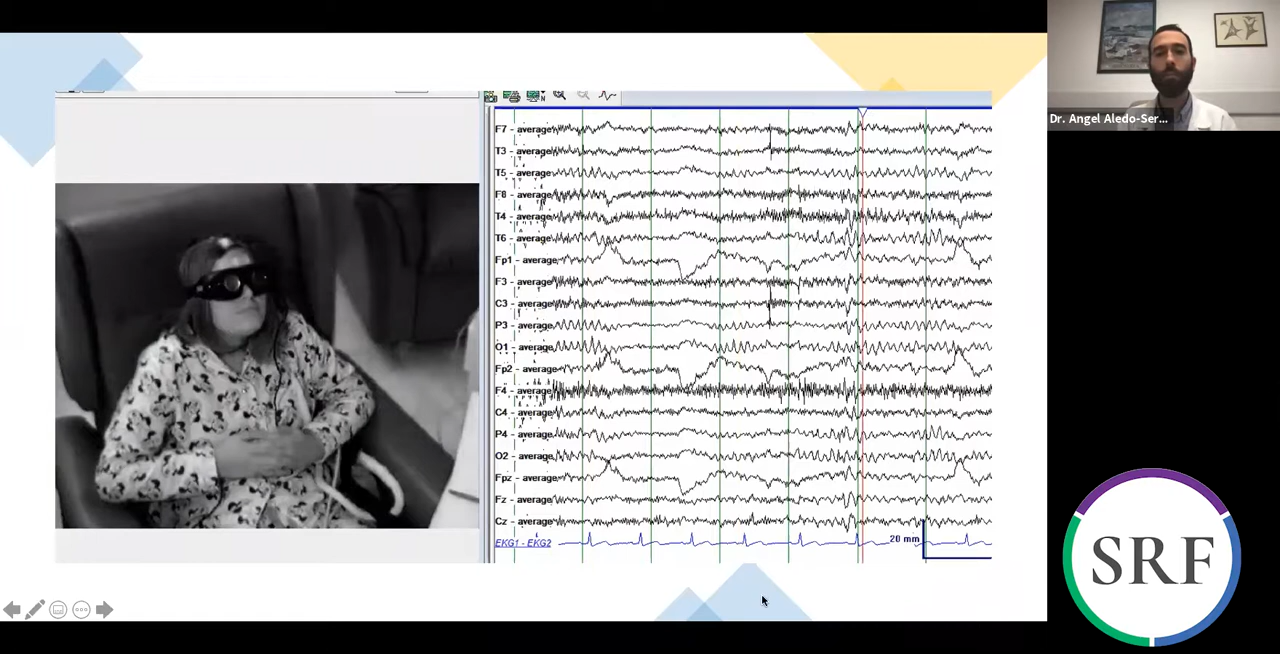 F7 - average
T3 - average
T5 - average
F8 - average
T4 - average
T6 - average
Fp1 - average
F3 - average
C3 - average
P3 - average
O1 - average
Fp2 - average
F4 - average
C4 - average
P4 - average
O2 - average
Fpz - average
Fz - average
Cz - average
EKG1 - EKG2
20 mm
Dr. Angel Aledo-Ser...
SRF